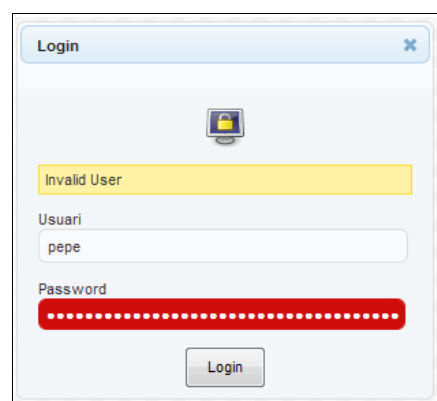 Login
Invalid User
Usuari
pepe
Password
Login